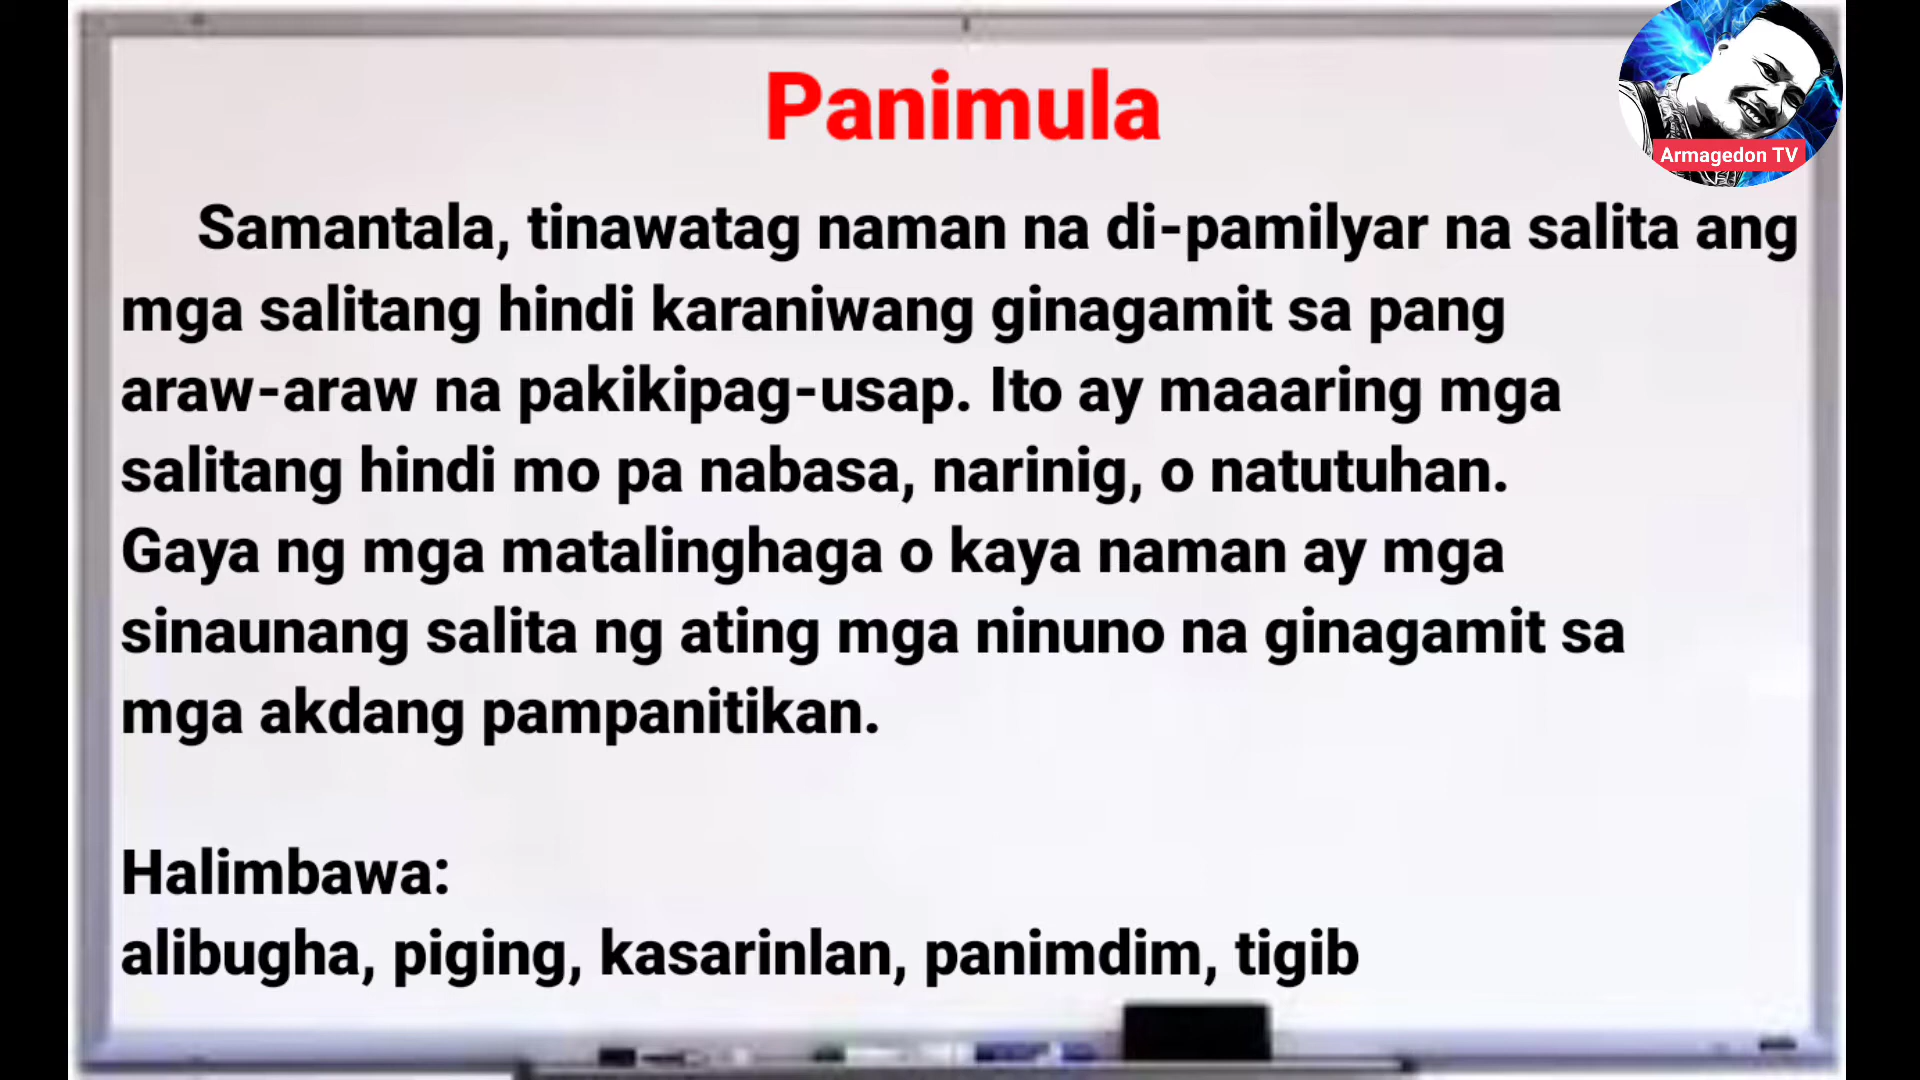 Panimula
Armagedon TV
Samantala, tinawatag naman na di-pamilyar na salita ang
mga salitang hindi karaniwang ginagamit sa pang
araw-araw na pakikipag-usap. Ito ay maaaring mga
salitang hindi mo pa nabasa, narinig, o natutuhan.
Gaya ng mga matalinghaga o kaya naman ay mga
sinaunang salita ng ating mga ninuno na ginagamit sa
mga akdang pampanitikan.
Halimbawa:
alibugha, piging, kasarinlan, panimdim, tigib